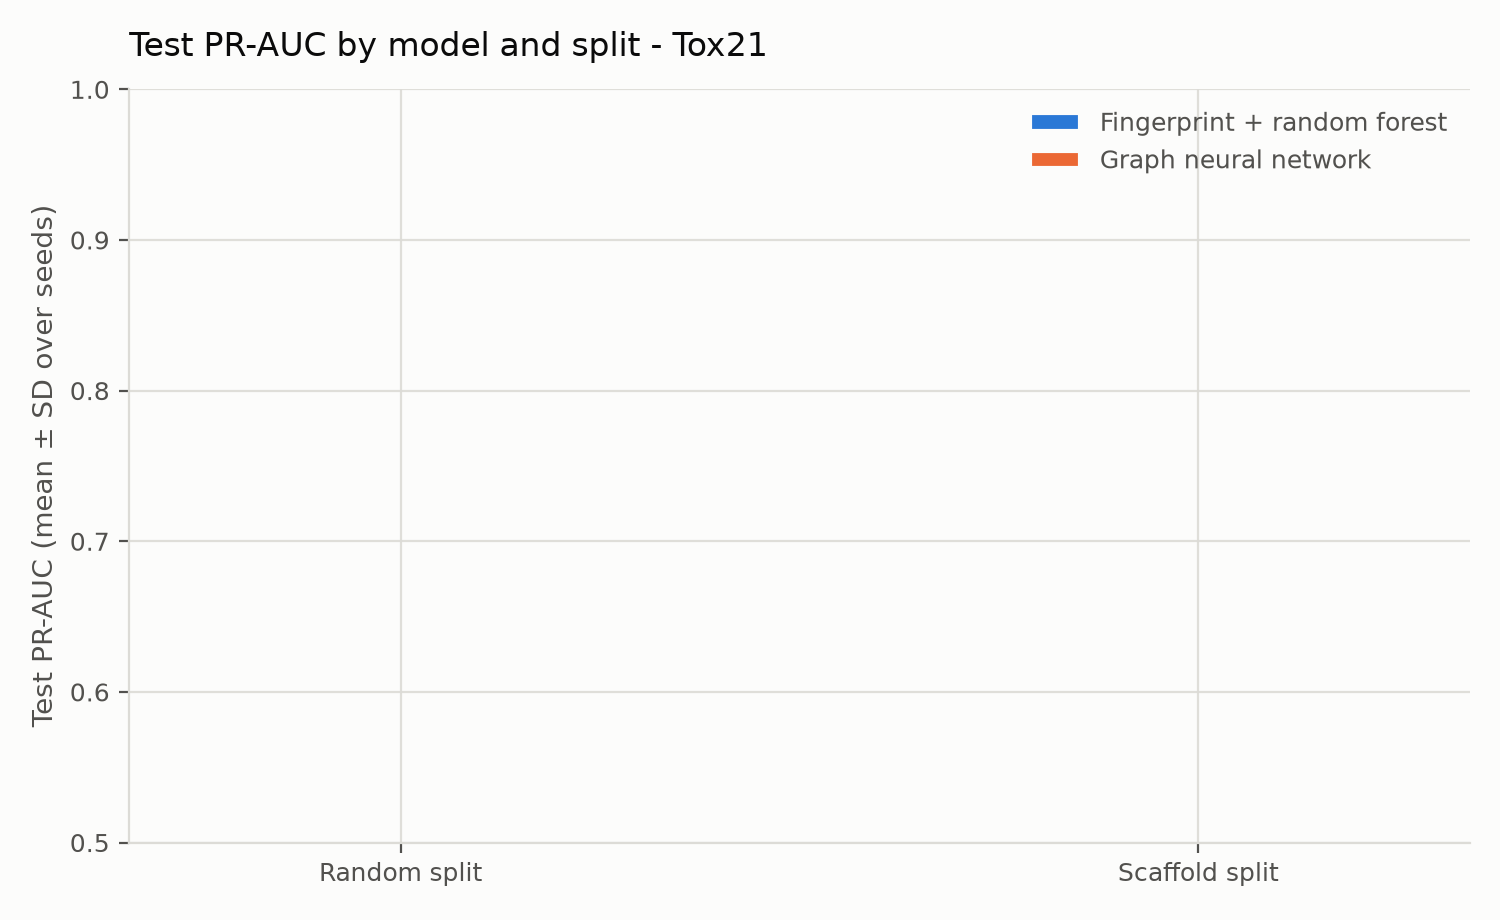 Test PR-AUC by model and split - Tox21
Test PR-AUC (mean ± SD over seeds)
1.0
0.9
0.8
0.7
0.6
0.5
Fingerprint + random forest
Graph neural network
Random split
Scaffold split